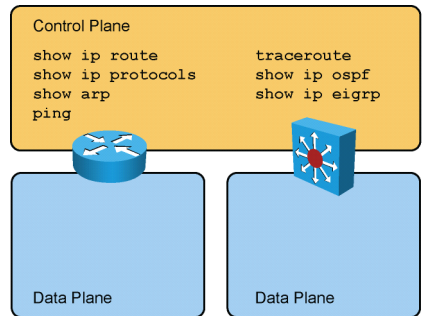 Control Plane
show ip route
show ip protocols
show arp
ping
traceroute
show ip ospf
show ip eigrp
Data Plane
Data Plane